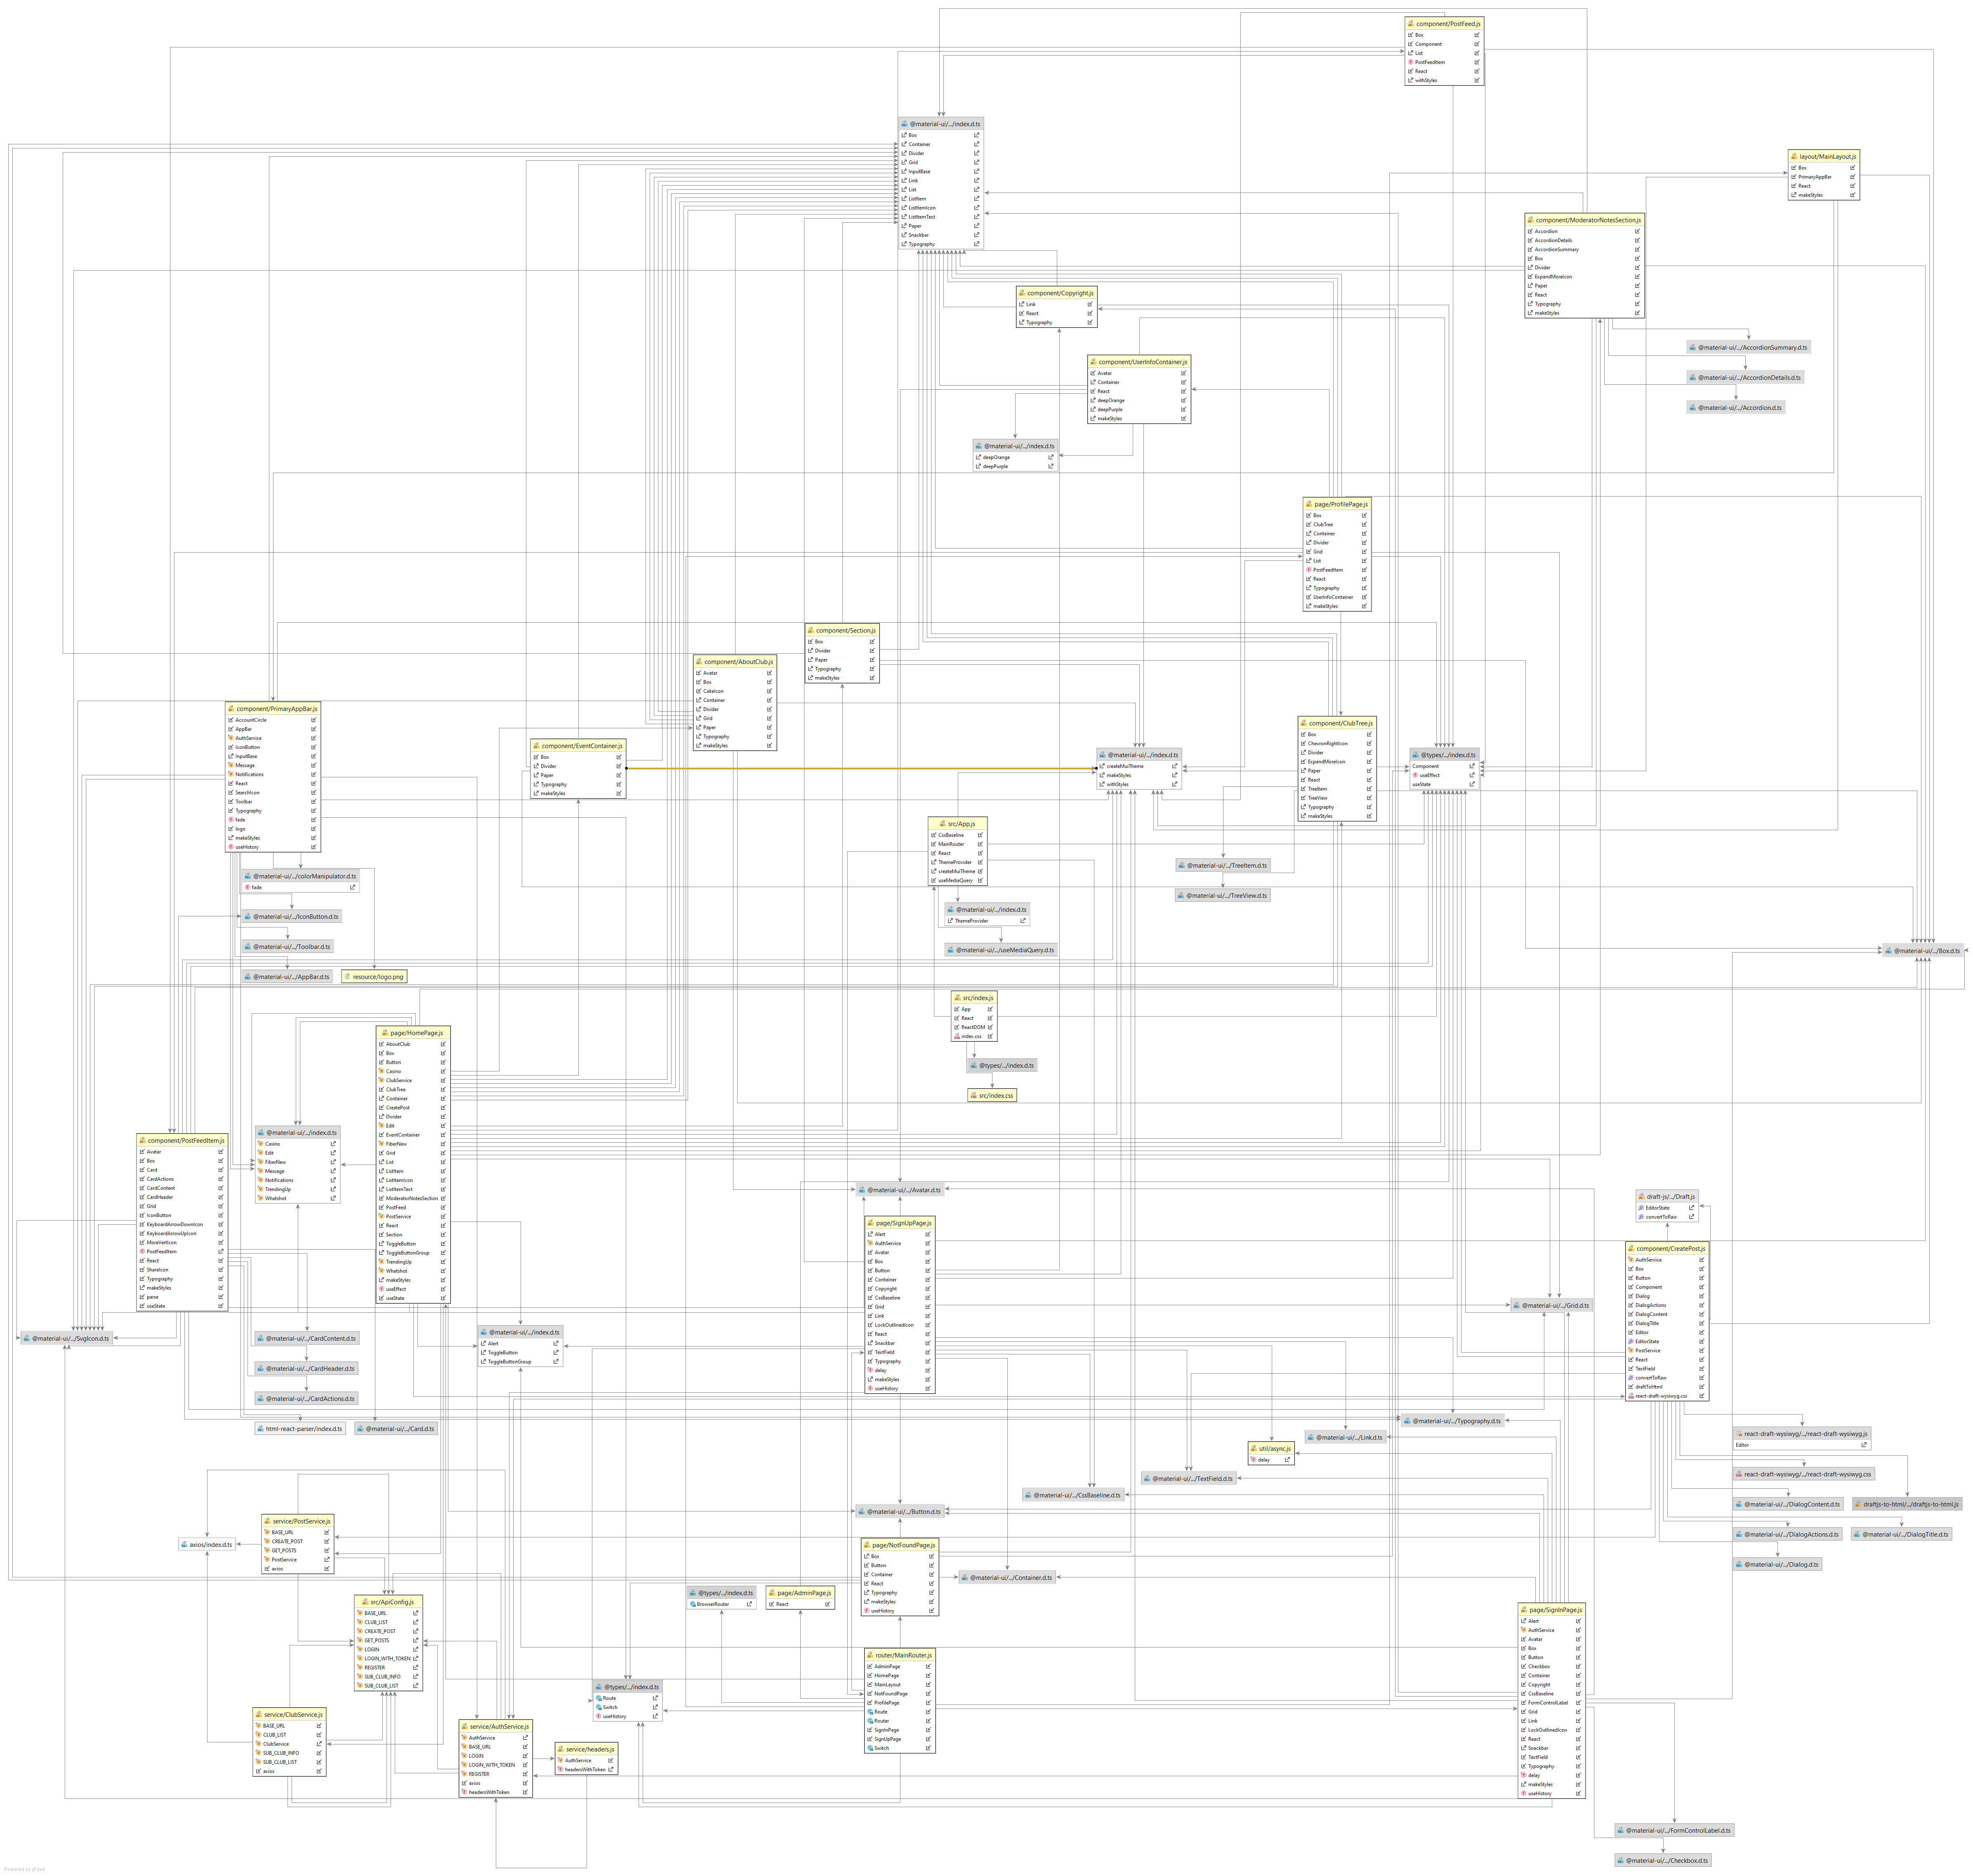 component/PostFeed.js
Box
Component
List
PostFeedItem
React
withStyles
@material-ui/.../index.d.ts
Box
Container
Divider
Grid
InputBase
Link
List
ListItem
ListItemIcon
ListItemText
Paper
Snackbar
Typography
layout/MainLayout.js
Box
PrimaryAppBar
React
makeStyles
component/ModeratorNotesSection.js
Accordion
AccordionDetails
AccordionSummary
Box
Divider
ExpandMoreIcon
Paper
React
Typography
makeStyles
component/Copyright.js
Link
React
Typography
@material-ui/.../AccordionSummary.d.ts
@material-ui/.../AccordionDetails.d.ts
@material-ui/.../Accordion.d.ts
component/UserInfoContainer.js
Avatar
Container
React
deepOrange
deepPurple
makeStyles
@material-ui/.../index.d.ts
deepOrange
deepPurple
page/ProfilePage.js
Box
ClubTree
Container
Divider
Grid
List
PostFeedItem
React
Typography
UserInfoContainer
makeStyles
component/Section.js
Box
Divider
Paper
Typography
makeStyles
component/AboutClub.js
Avatar
Box
CakeIcon
Container
Divider
Grid
Paper
Typography
makeStyles
component/PrimaryAppBar.js
AccountCircle
AppBar
AuthService
IconButton
InputBase
Message
Notifications
React
SearchIcon
Toolbar
Typography
fade
logo
makeStyles
useHistory
component/EventContainer.js
Box
Divider
Paper
Typography
makeStyles
@material-ui/.../index.d.ts
createMuiTheme
makeStyles
withStyles
component/ClubTree.js
Box
ChevronRightIcon
Divider
ExpandMoreIcon
Paper
React
TreeItem
TreeView
Typography
makeStyles
@types/.../index.d.ts
Component
useEffect
useState
src/App.js
CssBaseline
MainRouter
React
ThemeProvider
createMuiTheme
useMediaQuery
@material-ui/.../TreeItem.d.ts
@material-ui/.../TreeView.d.ts
@material-ui/.../colorManipulator.d.ts
fade
@material-ui/.../IconButton.d.ts
@material-ui/.../Toolbar.d.ts
@material-ui/.../AppBar.d.ts
resource/logo.png
@material-ui/.../index.d.ts
ThemeProvider
@material-ui/.../useMediaQuery.d.ts
@material-ui/.../Box.d.ts
src/index.js
App
React
ReactDOM
index.css
@types/.../index.d.ts
src/index.css
page/HomePage.js
AboutClub
Box
Button
Casino
ClubService
ClubTree
Container
CreatePost
Divider
Edit
EventContainer
FiberNew
Grid
List
ListItem
ListItemIcon
ListItemText
ModeratorNotesSection
PostFeed
PostService
React
Section
ToggleButton
ToggleButtonGroup
TrendingUp
Whatshot
makeStyles
useEffect
useState
@material-ui/.../index.d.ts
Casino
Edit
FiberNew
Message
Notifications
TrendingUp
Whatshot
component/PostFeedItem.js
Avatar
Box
Card
CardActions
CardContent
CardHeader
Grid
IconButton
KeyboardArrowDownIcon
KeyboardArrowUpIcon
MoreVertIcon
PostFeedItem
React
ShareIcon
Typography
makeStyles
parse
useState
@material-ui/.../SvgIcon.d.ts
@material-ui/.../CardContent.d.ts
@material-ui/.../CardHeader.d.ts
@material-ui/.../CardActions.d.ts
html-react-parser/index.d.ts
@material-ui/.../Card.d.ts
@material-ui/.../index.d.ts
Alert
ToggleButton
ToggleButtonGroup
@material-ui/.../Avatar.d.ts
page/SignUpPage.js
Alert
AuthService
Avatar
Box
Button
Container
Copyright
CssBaseline
Grid
Link
LockOutlinedIcon
React
Snackbar
TextField
Typography
delay
makeStyles
useHistory
draft-js/.../Draft.js
EditorState
convertToRaw
component/CreatePost.js
AuthService
Box
Button
Component
Dialog
DialogActions
DialogContent
DialogTitle
Editor
EditorState
PostService
React
TextField
convertToRaw
draftToHtml
react-draft-wysiwyg.css
@material-ui/.../Grid.d.ts
@material-ui/.../Typography.d.ts
@material-ui/.../Link.d.ts
util/async.js
delay
@material-ui/.../TextField.d.ts
@material-ui/.../CssBaseline.d.ts
@material-ui/.../Button.d.ts
react-draft-wysiwyg/.../react-draft-wysiwyg.js
Editor
react-draft-wysiwyg/.../react-draft-wysiwyg.css
@material-ui/.../DialogContent.d.ts
draftjs-to-html/.../draftjs-to-html.js
@material-ui/.../DialogActions.d.ts
@material-ui/.../DialogTitle.d.ts
@material-ui/.../Dialog.d.ts
service/PostService.js
BASE_URL
CREATE_POST
GET_POSTS
PostService
axios
axios/index.d.ts
page/NotFoundPage.js
Box
Button
Container
React
Typography
makeStyles
useHistory
@material-ui/.../Container.d.ts
@types/.../index.d.ts
BrowserRouter
page/AdminPage.js
React
src/ApiConfig.js
BASE_URL
CLUB_LIST
CREATE_POST
GET_POSTS
LOGIN
LOGIN_WITH_TOKEN
REGISTER
SUB_CLUB_INFO
SUB_CLUB_LIST
page/SignInPage.js
Alert
AuthService
Avatar
Box
Button
Checkbox
Container
Copyright
CssBaseline
FormControlLabel
Grid
Link
LockOutlinedIcon
React
Snackbar
TextField
Typography
delay
makeStyles
useHistory
router/MainRouter.js
AdminPage
HomePage
MainLayout
NotFoundPage
ProfilePage
Route
Router
SignInPage
SignUpPage
Switch
@types/.../index.d.ts
Route
Switch
useHistory
service/ClubService.js
BASE_URL
CLUB_LIST
ClubService
SUB_CLUB_INFO
SUB_CLUB_LIST
axios
service/AuthService.js
AuthService
BASE_URL
LOGIN
LOGIN_WITH_TOKEN
REGISTER
axios
headersWithToken
service/headers.js
AuthService
headersWithToken
@material-ui/.../FormControlLabel.d.ts
@material-ui/.../Checkbox.d.ts
Powered by yFiles